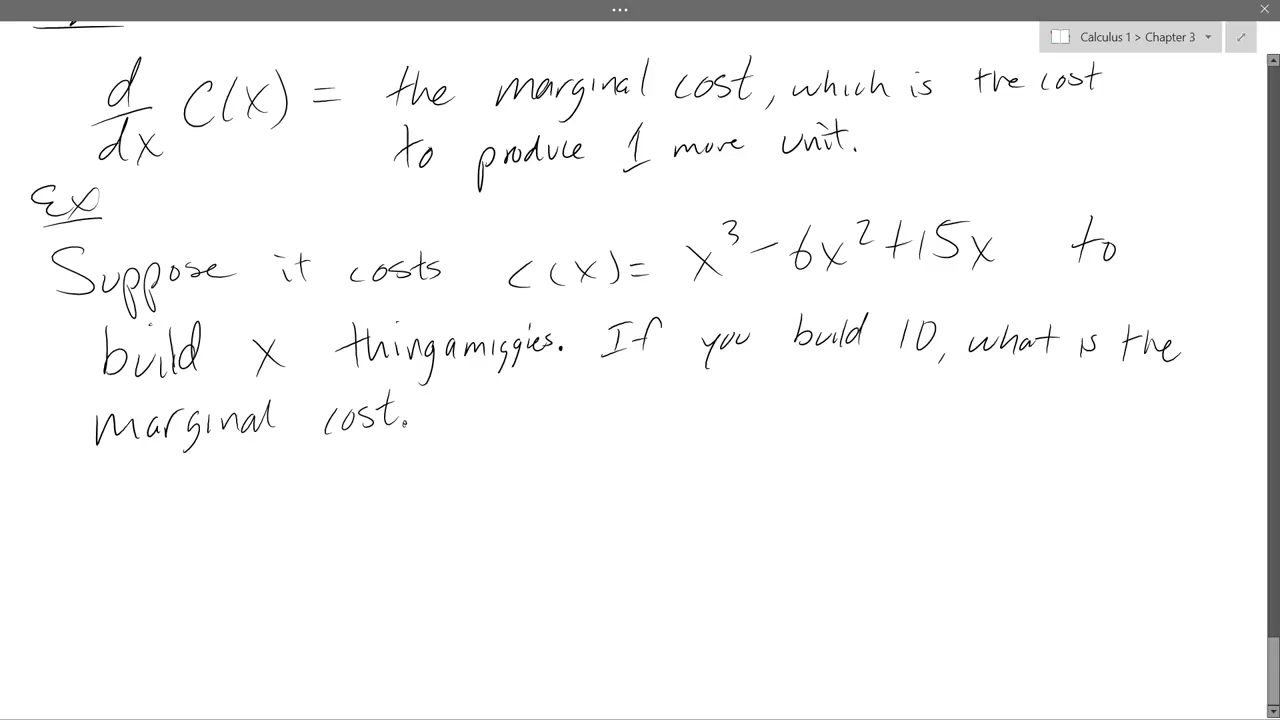 Calculus 1 > Chapter 3
d/dx C(x) = the marginal cost, which is the cost
to produce 1 more unit.
Ex
Suppose it costs C(x) = x³ - 6x² + 15x to
build x thingamiggies. If you build 10, what is the
marginal cost.